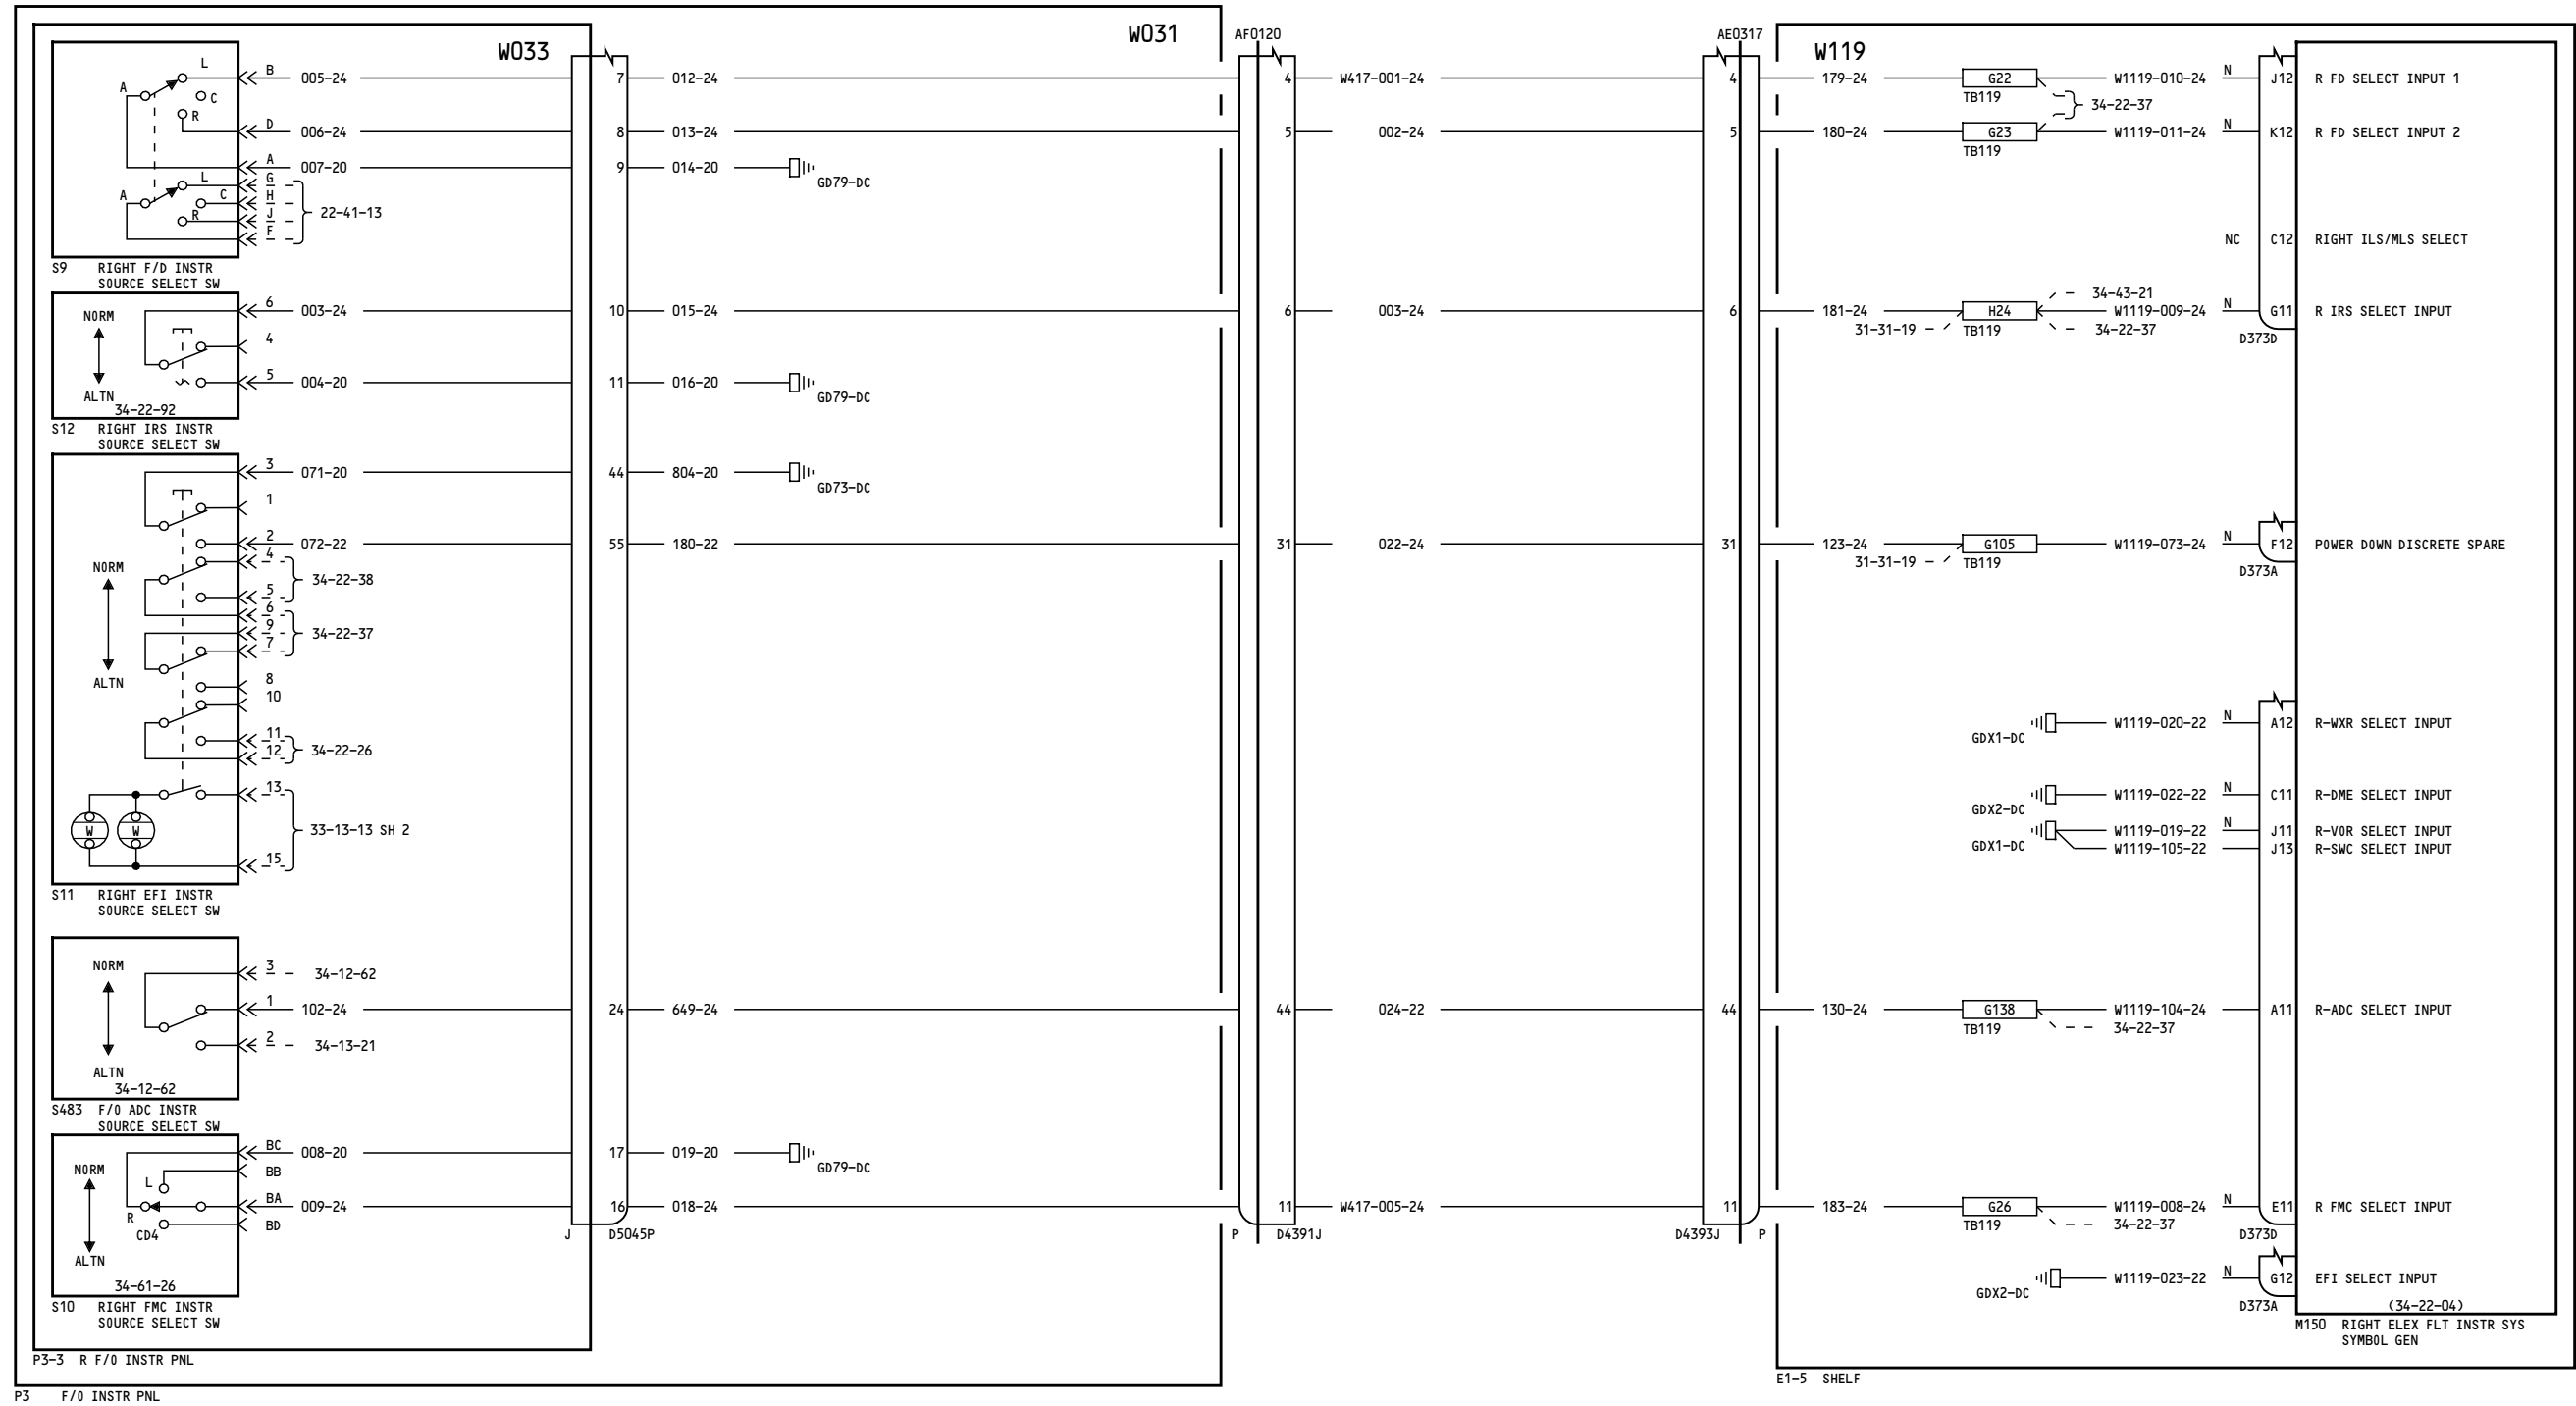 W033
W031
AF0120
AE0317
W119
L
A
C
R
B 005-24 7 012-24 4 W417-001-24 4 179-24 G22 W1119-010-24 N J12 R FD SELECT INPUT 1
TB119
34-22-37
D 006-24 8 013-24 5 002-24 5 180-24 G23 W1119-011-24 N K12 R FD SELECT INPUT 2
TB119
A 007-20 9 014-20
GD79-DC
A
L
C
R
G
H
J
F
22-41-13
NC C12 RIGHT ILS/MLS SELECT
S9 RIGHT F/D INSTR
SOURCE SELECT SW
34-43-21
6 003-24 10 015-24 6 003-24 6 181-24 H24 W1119-009-24 N G11 R IRS SELECT INPUT
31-31-19 TB119 34-22-37
D373D
NORM
4
5 004-20 11 016-20
GD79-DC
ALTN
34-22-92
S12 RIGHT IRS INSTR
SOURCE SELECT SW
3 071-20 44 804-20
GD73-DC
1
2 072-22 55 180-22 31 022-24 31 123-24 G105 W1119-073-24 N F12 POWER DOWN DISCRETE SPARE
31-31-19 TB119
D373A
NORM
4
34-22-38
5
6
9
34-22-37
7
ALTN
8
10
11
34-22-26
12
A12 R-WXR SELECT INPUT
W1119-020-22 N
GDX1-DC
13
W1119-022-22 N C11 R-DME SELECT INPUT
GDX2-DC
W W
33-13-13 SH 2
W1119-019-22 N J11 R-VOR SELECT INPUT
GDX1-DC
W1119-105-22 J13 R-SWC SELECT INPUT
15
S11 RIGHT EFI INSTR
SOURCE SELECT SW
NORM
3 34-12-62
1 102-24 24 649-24 44 024-22 44 130-24 G138 W1119-104-24 A11 R-ADC SELECT INPUT
TB119 34-22-37
2 34-13-21
ALTN
34-12-62
S483 F/O ADC INSTR
SOURCE SELECT SW
BC 008-20 17 019-20
GD79-DC
NORM
BB
L
BA 009-24 16 018-24 11 W417-005-24 11 183-24 G26 W1119-008-24 N E11 R FMC SELECT INPUT
TB119 34-22-37
R
CD4
BD
J D5045P
P D4391J
D4393J P
D373D
ALTN
34-61-26
W1119-023-22 N G12 EFI SELECT INPUT
GDX2-DC
D373A
(34-22-04)
S10 RIGHT FMC INSTR
SOURCE SELECT SW
M150 RIGHT ELEX FLT INSTR SYS
SYMBOL GEN
P3-3 R F/O INSTR PNL
E1-5 SHELF
P3 F/O INSTR PNL